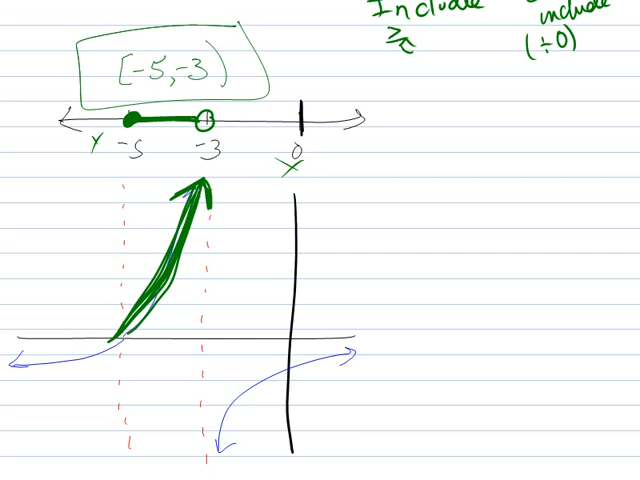 Include
include
≥
(÷0)
[-5,-3)
-5 -3 0